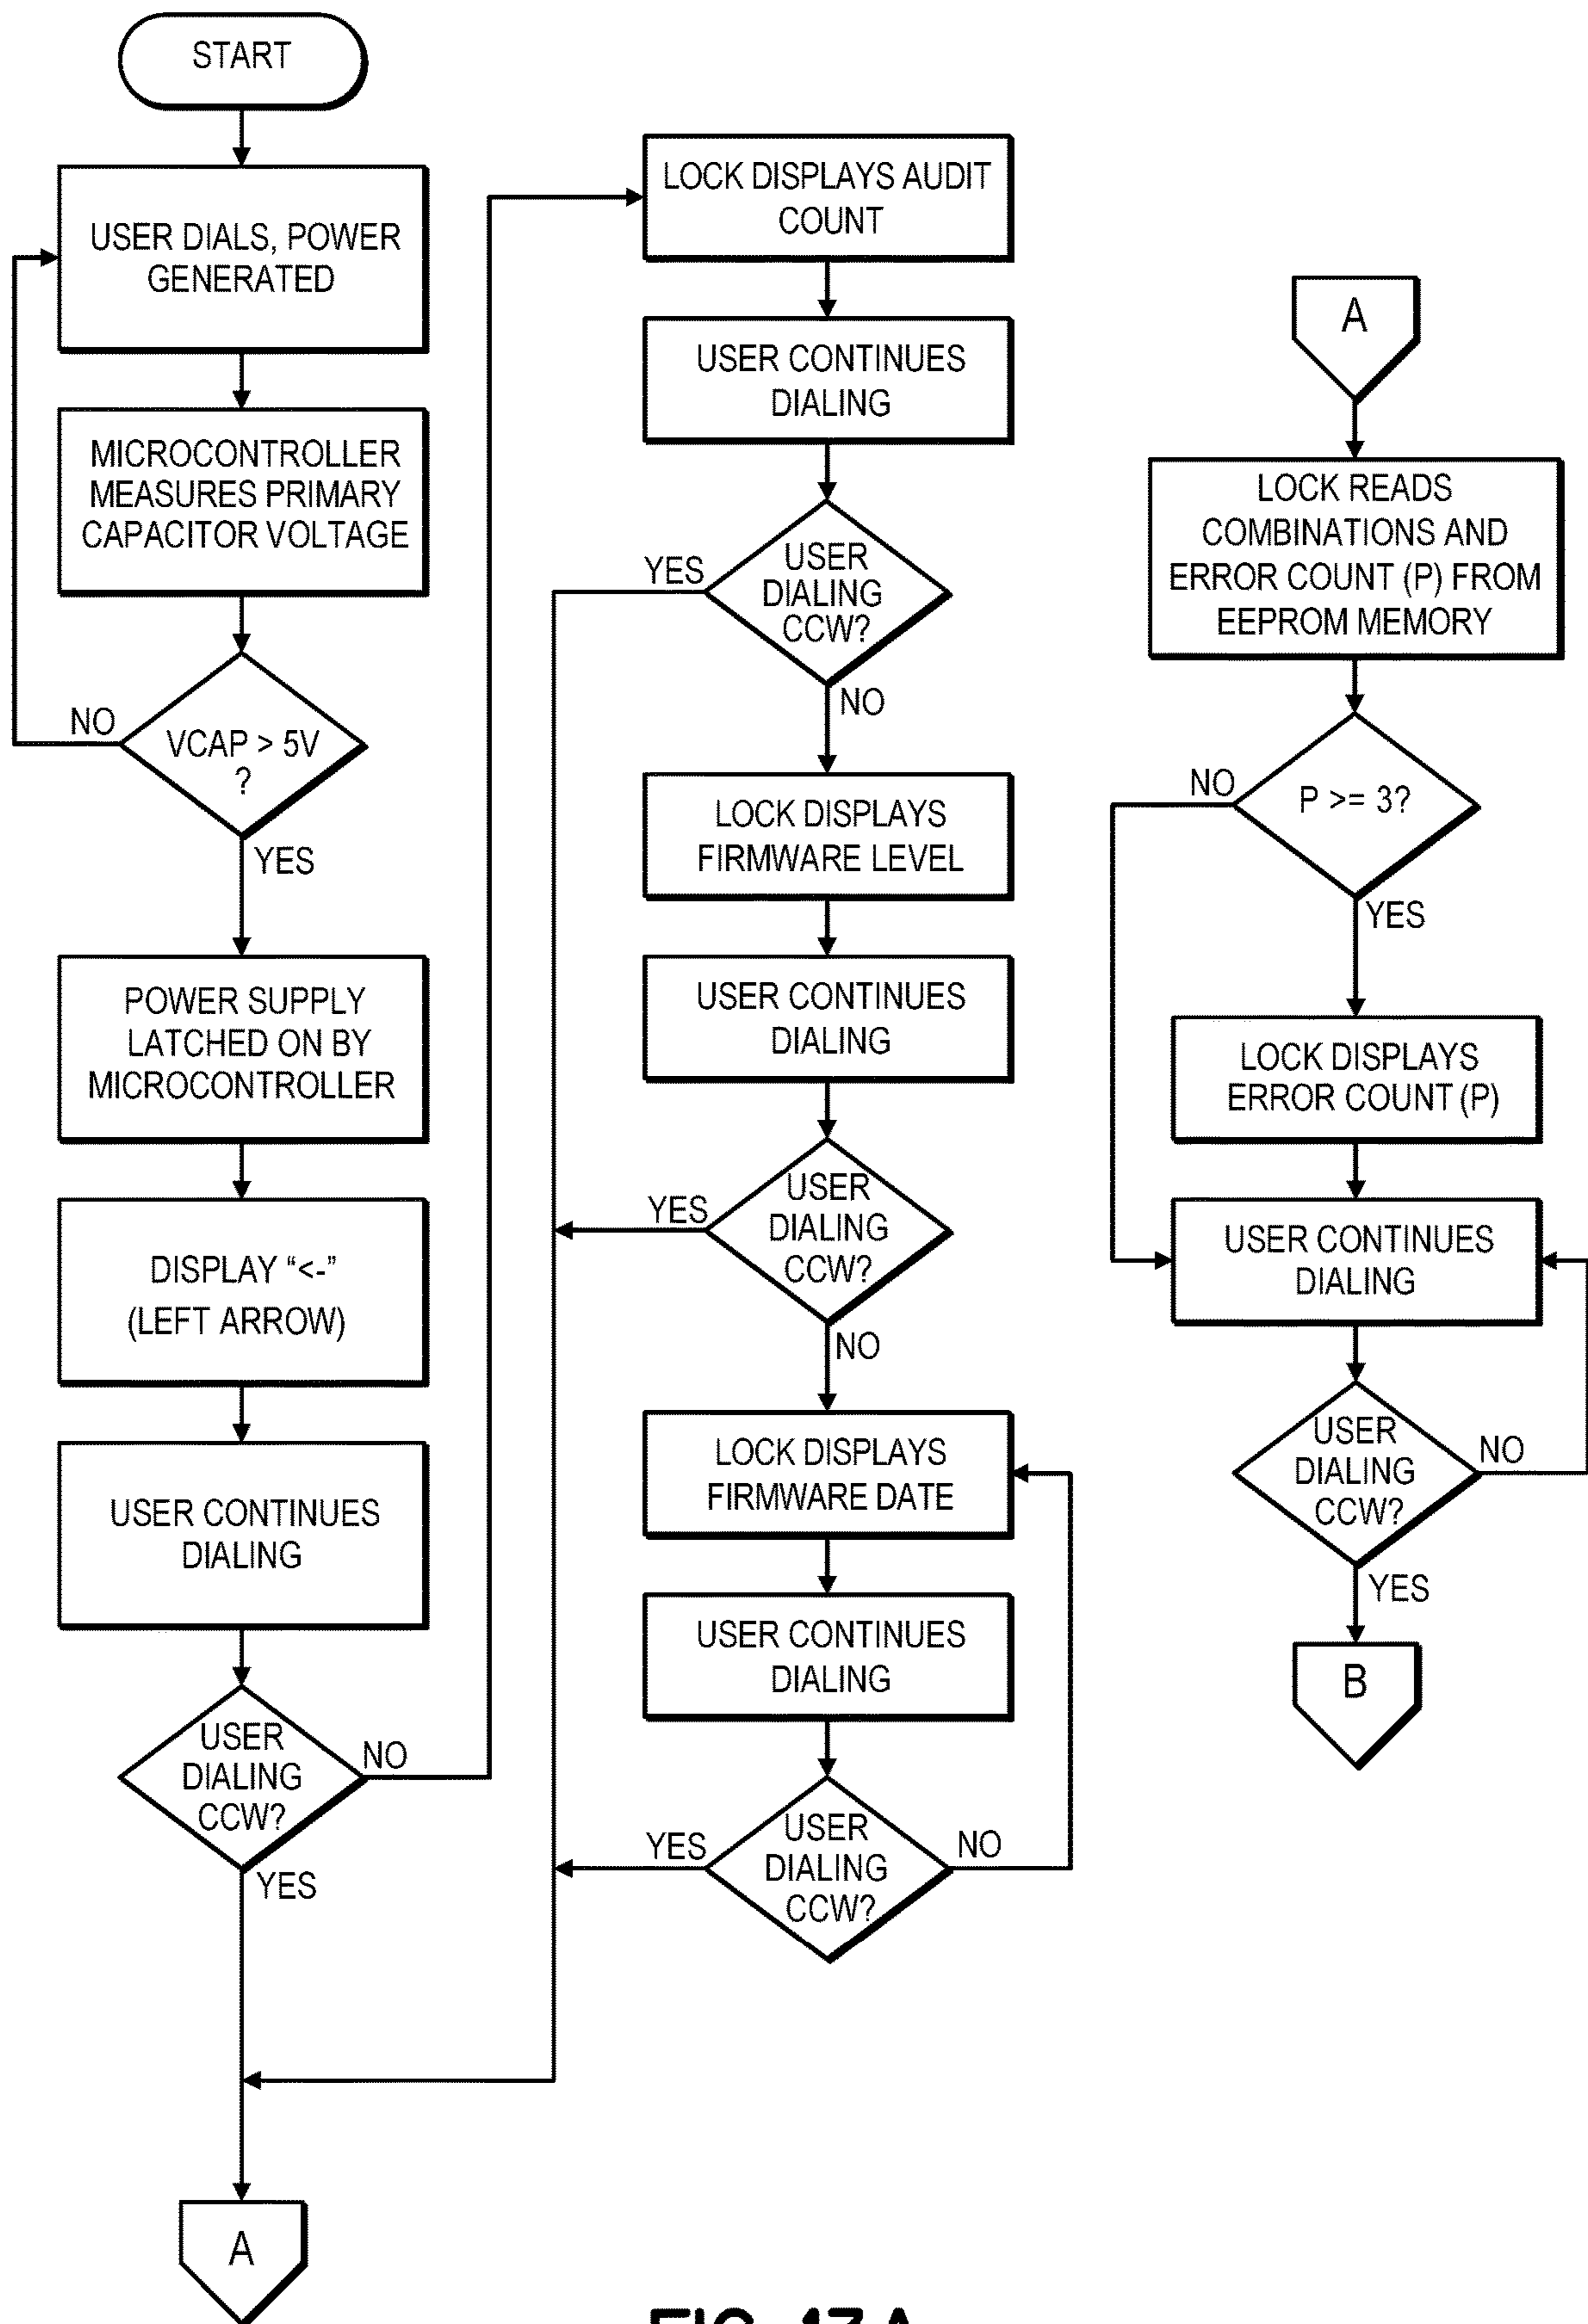 START
USER DIALS, POWER
GENERATED
MICROCONTROLLER
MEASURES PRIMARY
CAPACITOR VOLTAGE
NO
VCAP > 5V
?
YES
POWER SUPPLY
LATCHED ON BY
MICROCONTROLLER
DISPLAY “<-”
(LEFT ARROW)
USER CONTINUES
DIALING
USER
DIALING
CCW?
NO
YES
A
LOCK DISPLAYS AUDIT
COUNT
USER CONTINUES
DIALING
YES
USER
DIALING
CCW?
NO
LOCK DISPLAYS
FIRMWARE LEVEL
USER CONTINUES
DIALING
YES
USER
DIALING
CCW?
NO
LOCK DISPLAYS
FIRMWARE DATE
USER CONTINUES
DIALING
YES
USER
DIALING
CCW?
NO
A
LOCK READS
COMBINATIONS AND
ERROR COUNT (P) FROM
EEPROM MEMORY
NO
P >= 3?
YES
LOCK DISPLAYS
ERROR COUNT (P)
USER CONTINUES
DIALING
USER
DIALING
CCW?
NO
YES
B